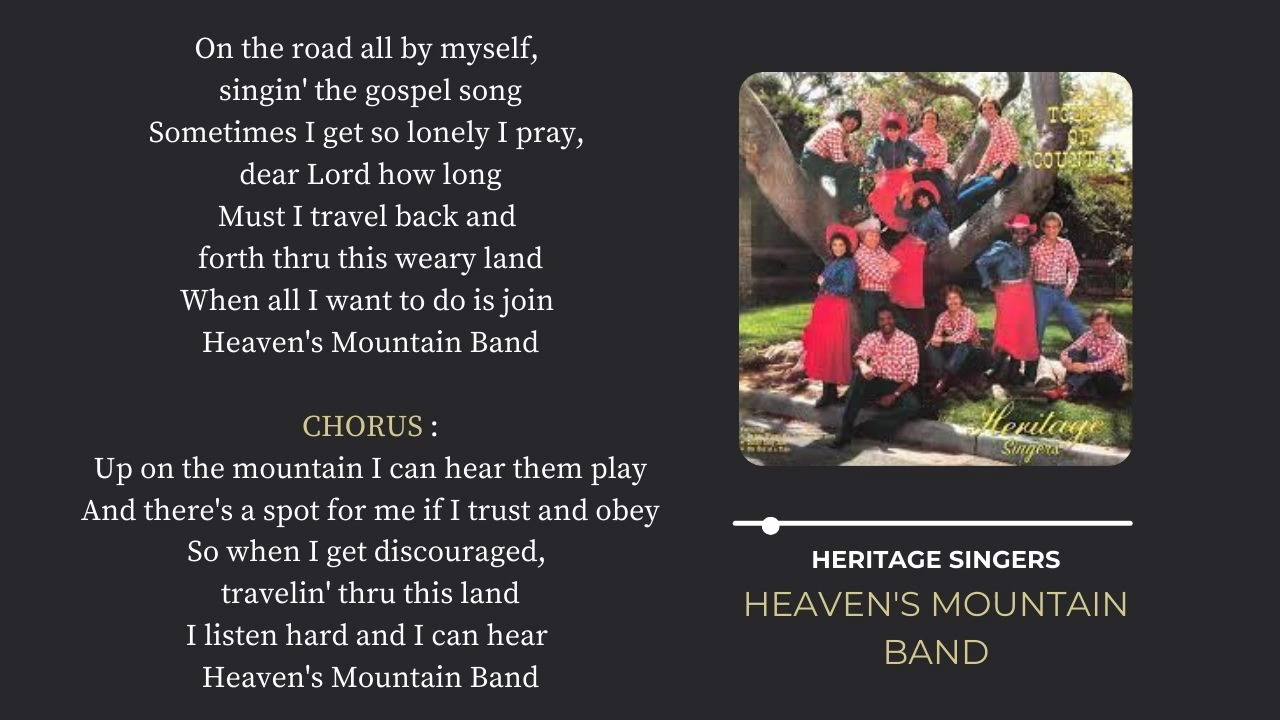 On the road all by myself,
singin' the gospel song
Sometimes I get so lonely I pray,
dear Lord how long
Must I travel back and
forth thru this weary land
When all I want to do is join
Heaven's Mountain Band
CHORUS :
Up on the mountain I can hear them play
And there's a spot for me if I trust and obey
So when I get discouraged,
travelin' thru this land
I listen hard and I can hear
Heaven's Mountain Band
OF
COUNTRY
Heritage
Singers
HERITAGE SINGERS
HEAVEN'S MOUNTAIN
BAND